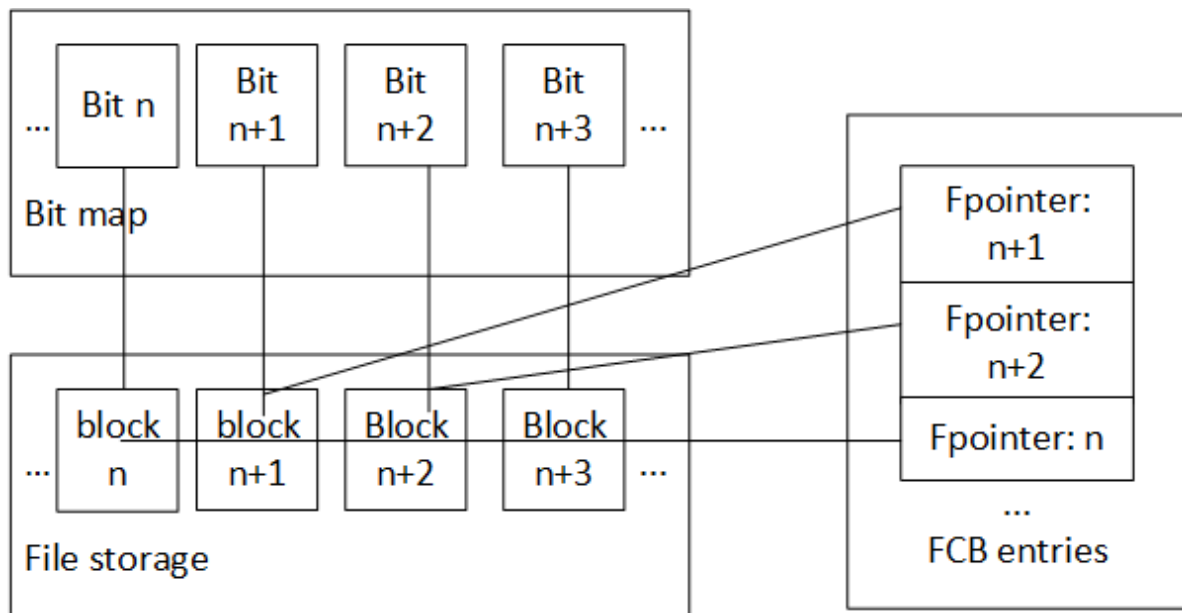 ... Bit n Bit n+1 Bit n+2 Bit n+3 ...
Bit map
... block n block n+1 Block n+2 Block n+3 ...
File storage
Fpointer:
n+1
Fpointer:
n+2
Fpointer: n
...
FCB entries